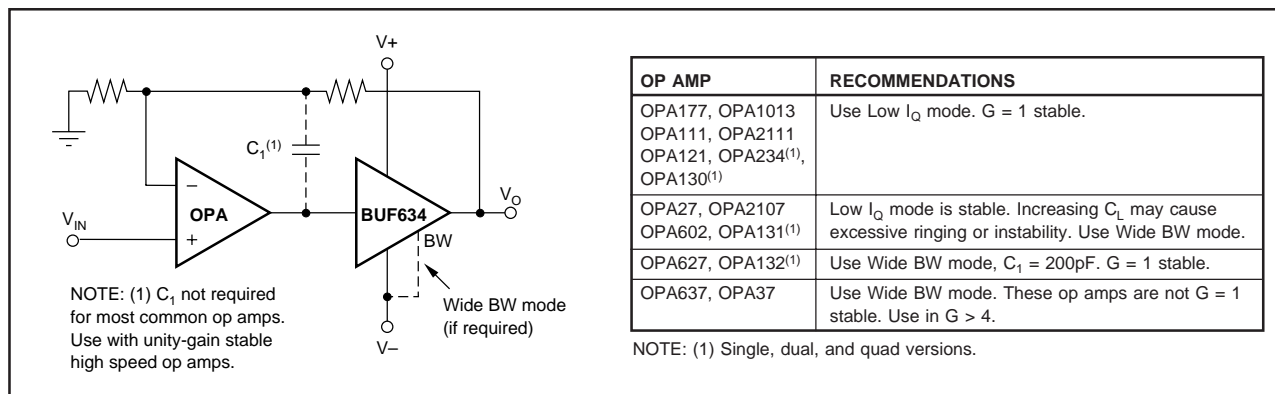 V+
C₁⁽¹⁾
–
OPA
+
V_IN
BUF634
BW
V_O
V–
Wide BW mode
(if required)
NOTE: (1) C₁ not required
for most common op amps.
Use with unity-gain stable
high speed op amps.
OP AMP RECOMMENDATIONS
OPA177, OPA1013 Use Low I_Q mode. G = 1 stable.
OPA111, OPA2111
OPA121, OPA234⁽¹⁾,
OPA130⁽¹⁾
OPA27, OPA2107 Low I_Q mode is stable. Increasing C_L may cause
OPA602, OPA131⁽¹⁾ excessive ringing or instability. Use Wide BW mode.
OPA627, OPA132⁽¹⁾ Use Wide BW mode, C₁ = 200pF. G = 1 stable.
OPA637, OPA37 Use Wide BW mode. These op amps are not G = 1
stable. Use in G > 4.
NOTE: (1) Single, dual, and quad versions.